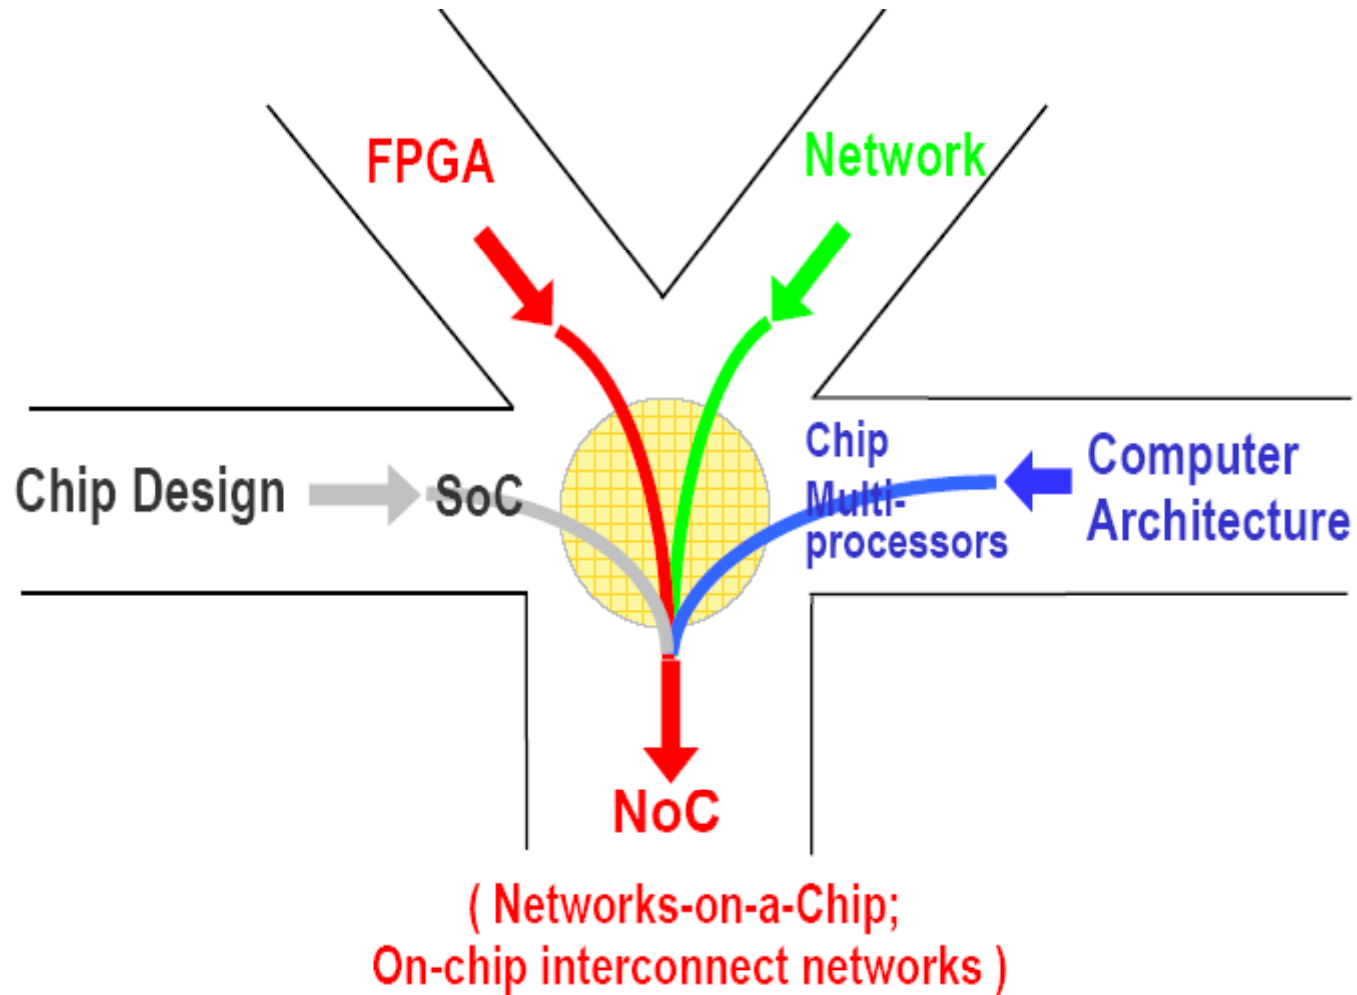 FPGA
Network
Chip Design
SoC
Chip
Multi-
processors
Computer
Architecture
NoC
( Networks-on-a-Chip;
On-chip interconnect networks )